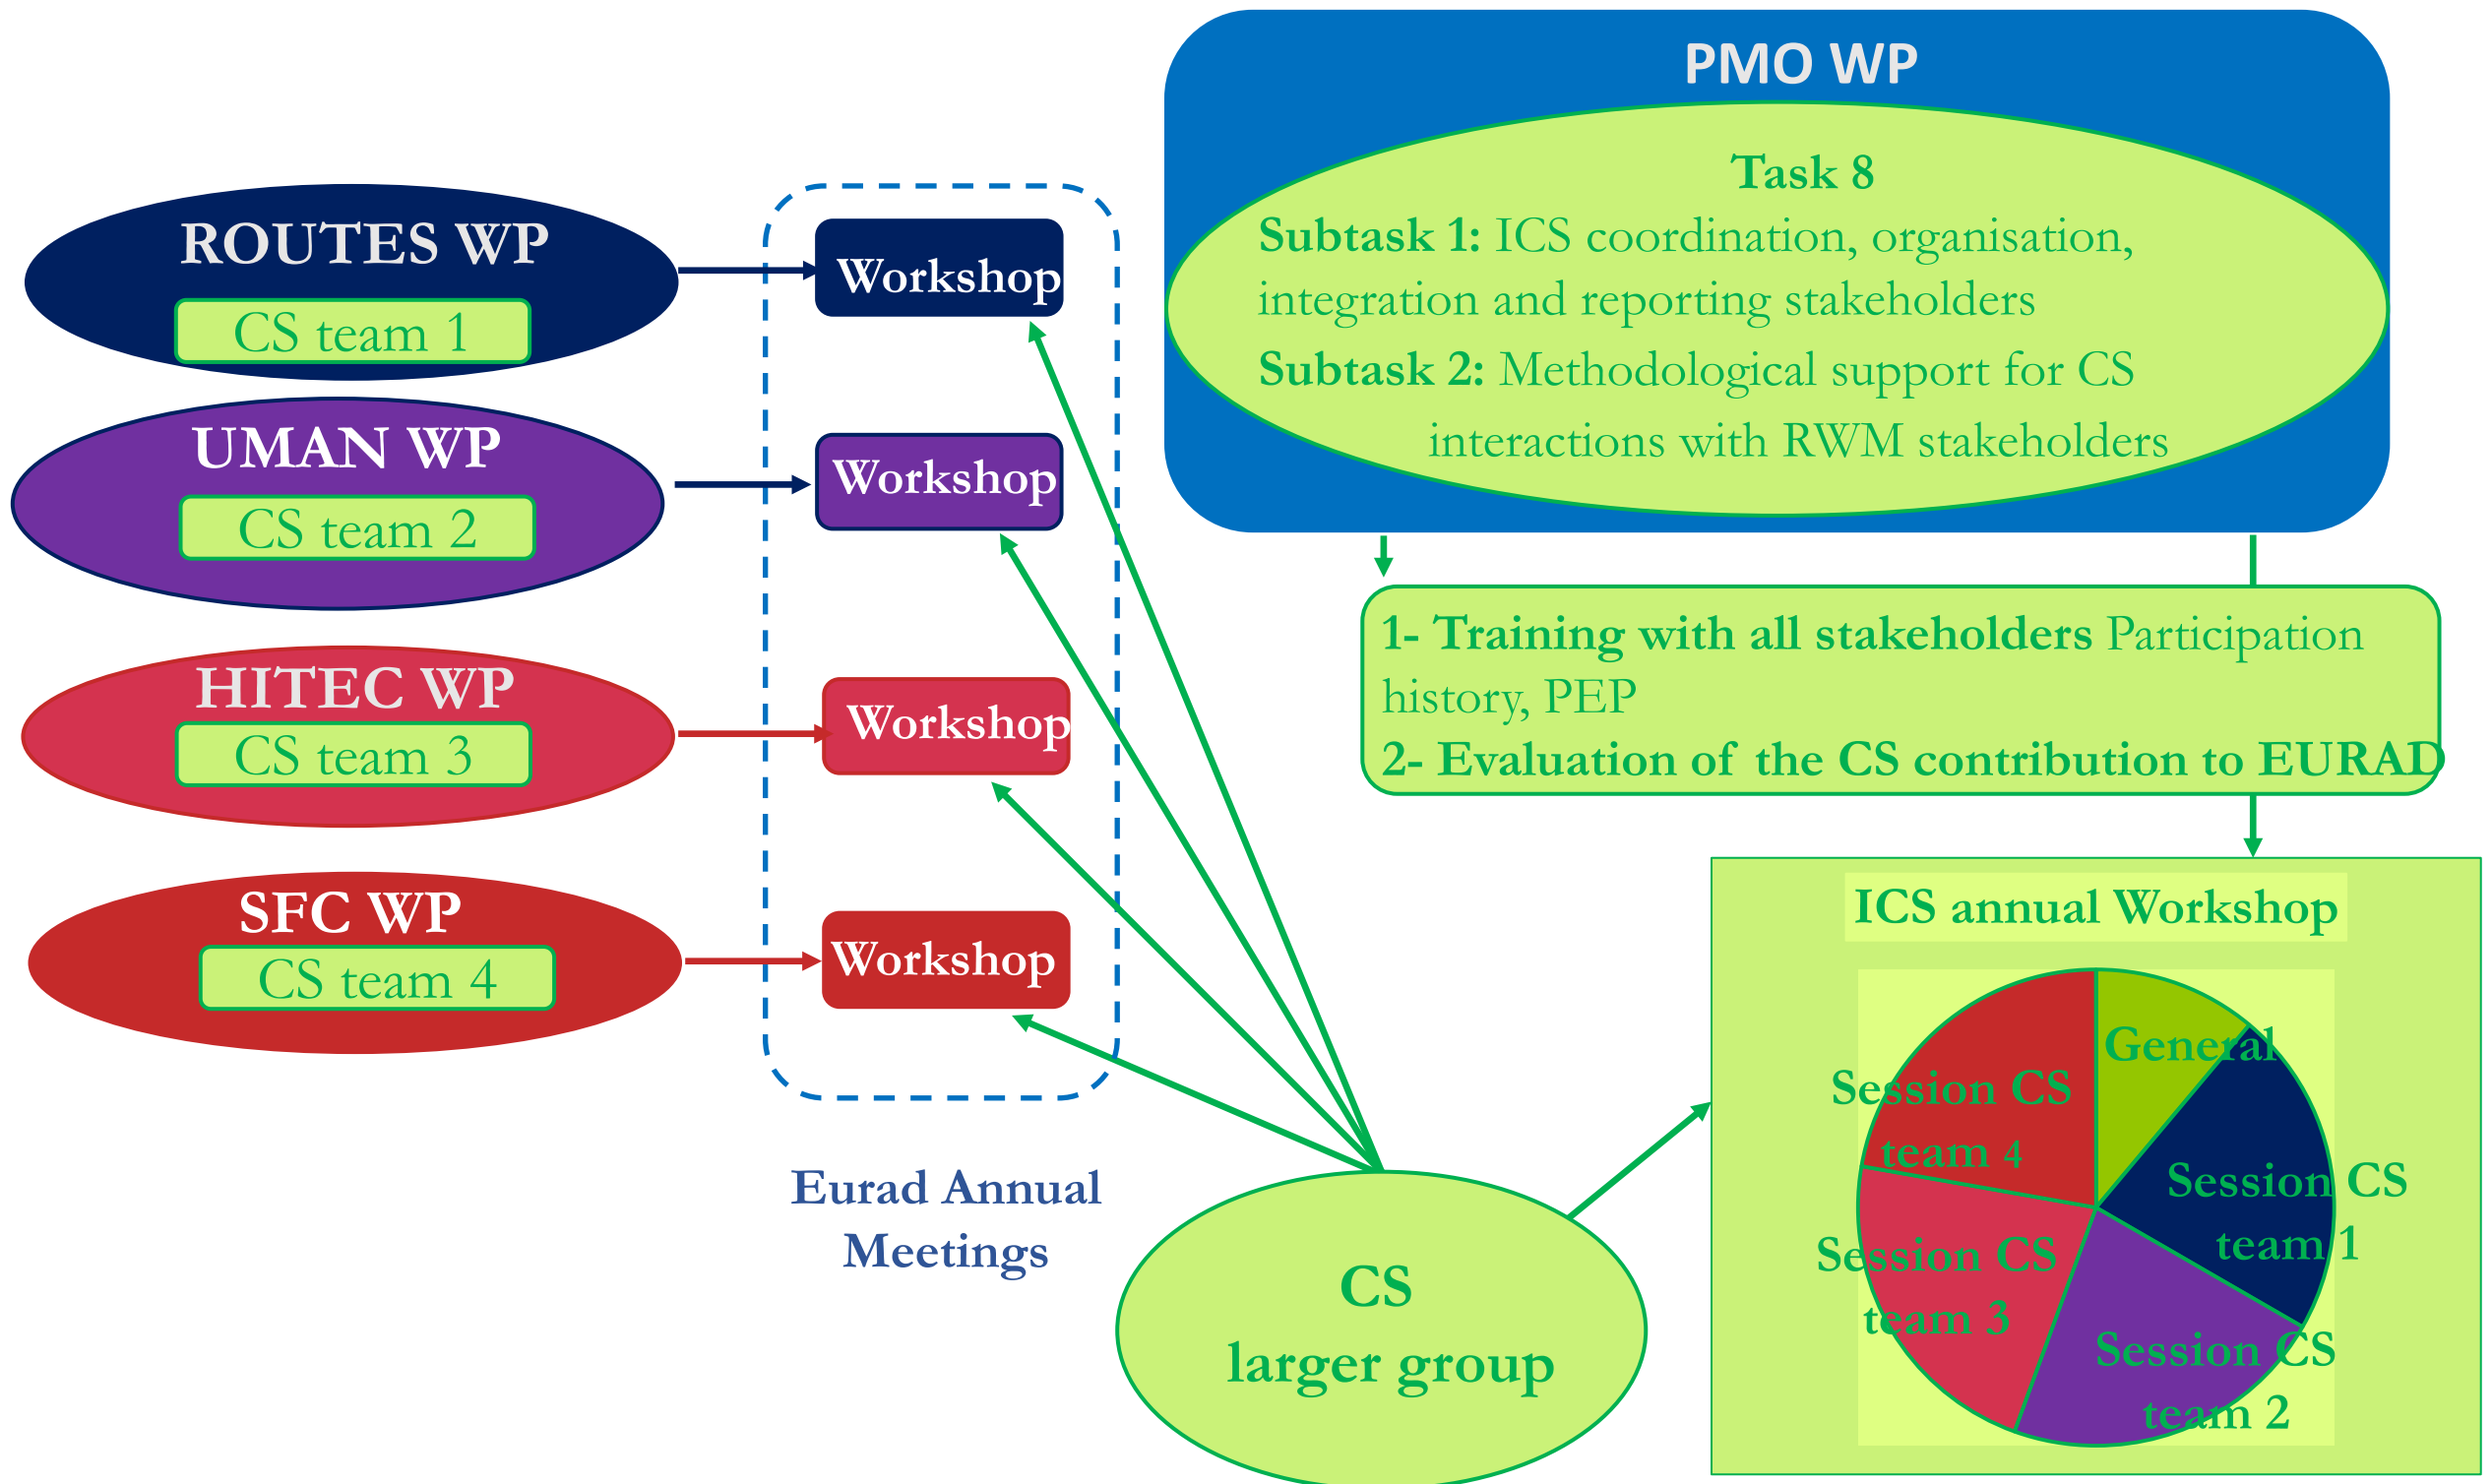 PMO WP
Task 8
Subtask 1: ICS coordination, organisation,
integration and reporting stakeholders
Subtask 2: Methodological support for CS
interactions with RWM stakeholders
ROUTES WP
CS team 1
Workshop
UMAN WP
CS team 2
Workshop
HITEC WP
CS team 3
Workshop
SFC WP
CS team 4
Workshop
Eurad Annual
Meetings
1- Training with all stakeholders Participation
history, PEP
2- Evaluation of the CS contribution to EURAD
CS
larger group
ICS annual Workshop
General
Session CS
team 1
Session CS
team 2
Session CS
team 3
Session CS
team 4